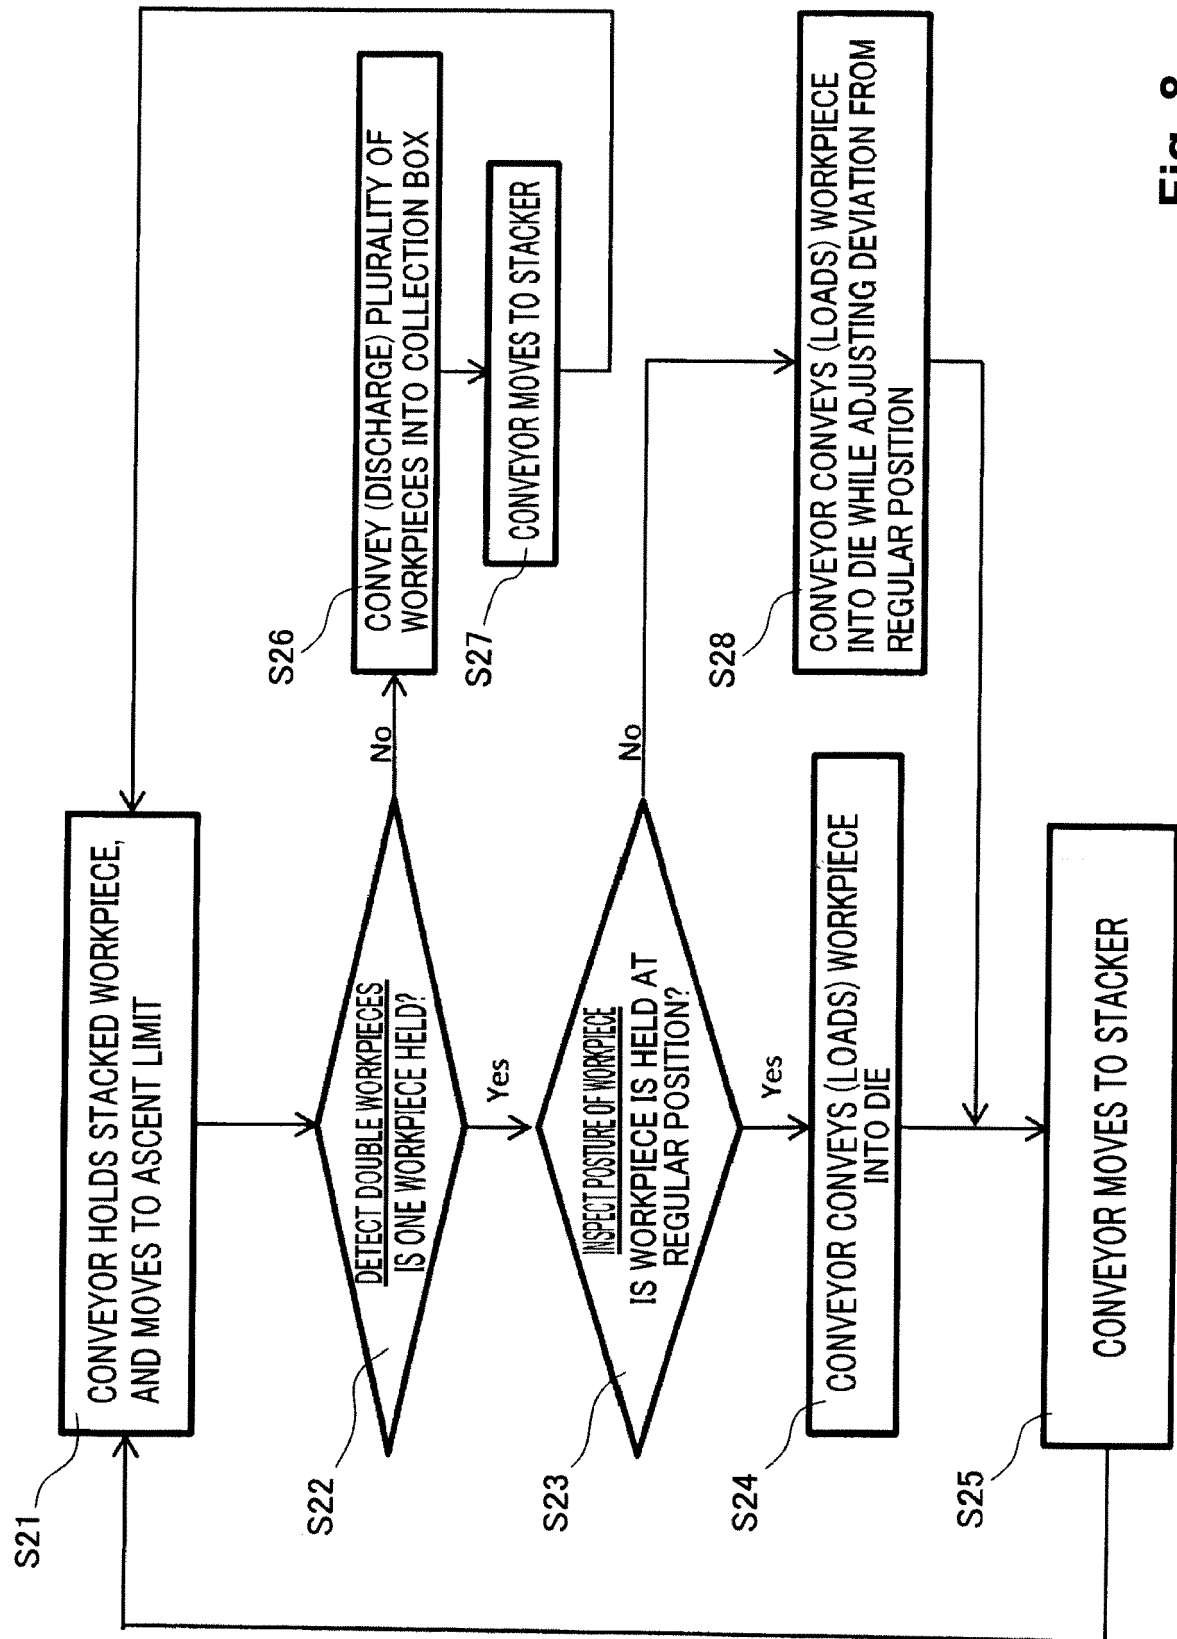 S21
CONVEYOR HOLDS STACKED WORKPIECE,
AND MOVES TO ASCENT LIMIT
S22
DETECT DOUBLE WORKPIECES
IS ONE WORKPIECE HELD?
No
Yes
S26
CONVEY (DISCHARGE) PLURALITY OF
WORKPIECES INTO COLLECTION BOX
S27
CONVEYOR MOVES TO STACKER
S23
INSPECT POSTURE OF WORKPIECE
IS WORKPIECE IS HELD AT
REGULAR POSITION?
No
Yes
S28
CONVEYOR CONVEYS (LOADS) WORKPIECE
INTO DIE WHILE ADJUSTING DEVIATION FROM
REGULAR POSITION
S24
CONVEYOR CONVEYS (LOADS) WORKPIECE
INTO DIE
S25
CONVEYOR MOVES TO STACKER
Fig.